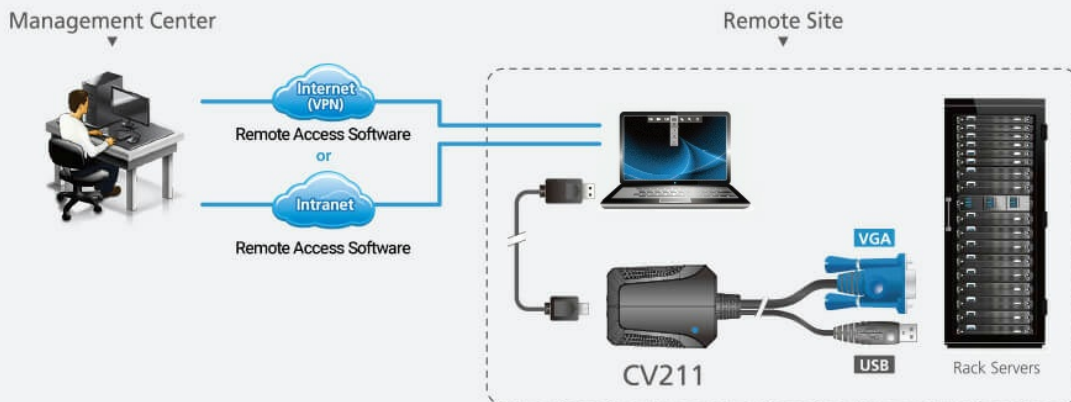 Management Center
Remote Site
Internet
(VPN)
Remote Access Software
or
Intranet
Remote Access Software
VGA
USB
CV211
Rack Servers